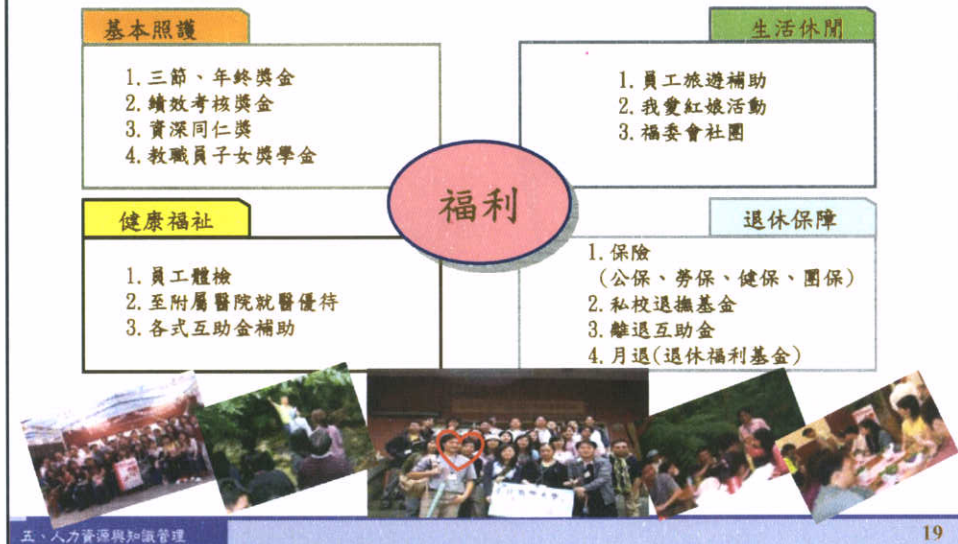 基本照護
1.三節、年終獎金
2.績效考核獎金
3.資深同仁獎
4.教職員子女獎學金
生活休閒
1.員工旅遊補助
2.我愛紅娘活動
3.福委會社團
福利
健康福祉
1.員工體檢
2.至附屬醫院就醫優待
3.各式互助金補助
退休保障
1.保險
(公保、勞保、健保、團保)
2.私校退撫基金
3.離退互助金
4.月退(退休福利基金)
五、人力資源與知識管理
19